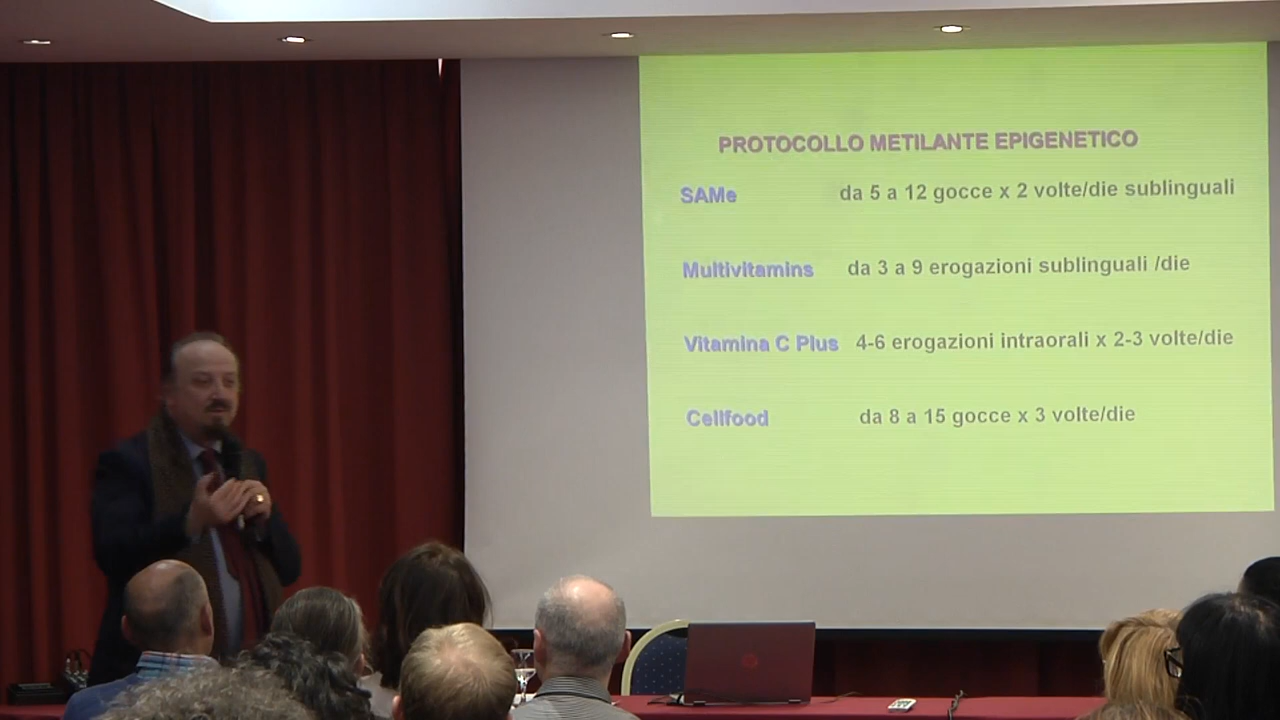 PROTOCOLLO METILANTE EPIGENETICO
SAMe da 5 a 12 gocce x 2 volte/die sublinguali
Multivitamins da 3 a 9 erogazioni sublinguali /die
Vitamina C Plus 4-6 erogazioni intraorali x 2-3 volte/die
Cellfood da 8 a 15 gocce x 3 volte/die